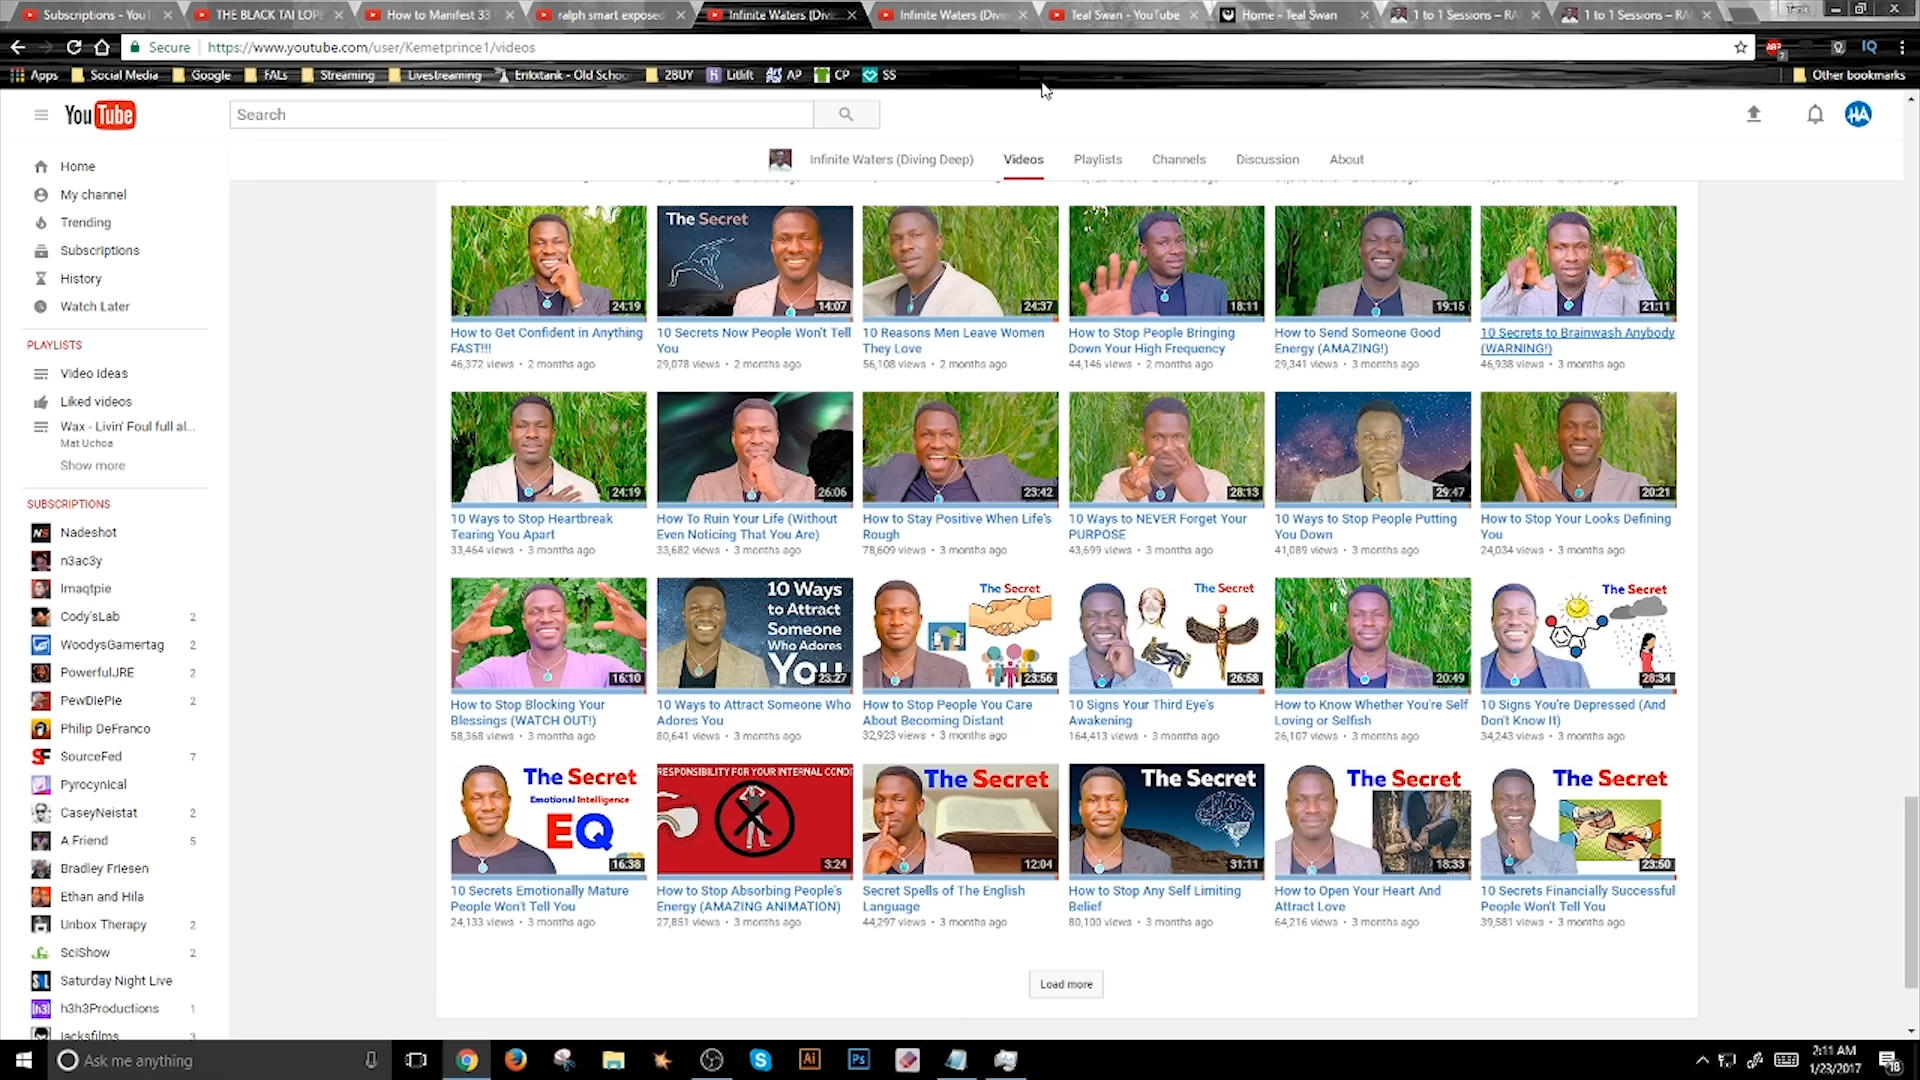 Subscriptions - YouT
THE BLACK TAI LOPE
How to Manifest 33
ralph smart exposed
Infinite Waters (Divi
Infinite Waters (Divi
Teal Swan - YouTube
Home - Teal Swan
1 to 1 Sessions – RA
1 to 1 Sessions – RA
Secure
https://www.youtube.com/user/Kemetprince1/videos
Apps
Social Media
Google
FALs
Streaming
Livestreaming
Erikxtank - Old Schoo
2BUY
Litlift
AP
CP
SS
Other bookmarks
YouTube
Search
HA
Home
My channel
Trending
Subscriptions
History
Watch Later
PLAYLISTS
Video Ideas
Liked videos
Wax - Livin' Foul full al...
Mat Uchoa
Show more
SUBSCRIPTIONS
Nadeshot
n3ac3y
Imaqtpie
Cody'sLab 2
WoodysGamertag 2
PowerfulJRE 2
PewDiePie 2
Philip DeFranco
SourceFed 7
Pyrocynical
CaseyNeistat 2
A Friend 5
Bradley Friesen
Ethan and Hila
Unbox Therapy 2
SciShow 2
Saturday Night Live
h3h3Productions 1
jacksfilms 3
Infinite Waters (Diving Deep)
Videos
Playlists
Channels
Discussion
About
24:19
The Secret
14:07
24:37
18:11
19:15
21:11
How to Get Confident in Anything
FAST!!!
46,372 views • 2 months ago
10 Secrets Now People Won't Tell
You
29,078 views • 2 months ago
10 Reasons Men Leave Women
They Love
56,108 views • 2 months ago
How to Stop People Bringing
Down Your High Frequency
44,146 views • 2 months ago
How to Send Someone Good
Energy (AMAZING!)
29,341 views • 3 months ago
10 Secrets to Brainwash Anybody
(WARNING!)
46,938 views • 3 months ago
24:19
26:06
23:42
28:13
29:47
20:21
10 Ways to Stop Heartbreak
Tearing You Apart
33,464 views • 3 months ago
How To Ruin Your Life (Without
Even Noticing That You Are)
33,682 views • 3 months ago
How to Stay Positive When Life's
Rough
78,609 views • 3 months ago
10 Ways to NEVER Forget Your
PURPOSE
43,699 views • 3 months ago
10 Ways to Stop People Putting
You Down
41,089 views • 3 months ago
How to Stop Your Looks Defining
You
24,034 views • 3 months ago
16:10
10 Ways
to Attract
Someone
Who Adores
You
23:27
The Secret
23:56
The Secret
26:58
20:49
The Secret
28:34
How to Stop Blocking Your
Blessings (WATCH OUT!)
58,368 views • 3 months ago
10 Ways to Attract Someone Who
Adores You
80,641 views • 3 months ago
How to Stop People You Care
About Becoming Distant
32,923 views • 3 months ago
10 Signs Your Third Eye's
Awakening
164,413 views • 3 months ago
How to Know Whether You're Self
Loving or Selfish
26,107 views • 3 months ago
10 Signs You're Depressed (And
Don't Know It)
34,243 views • 3 months ago
The Secret
Emotional Intelligence
EQ
16:38
RESPONSIBILITY FOR YOUR INTERNAL CONDI
3:24
The Secret
12:04
The Secret
31:11
The Secret
18:33
The Secret
23:50
10 Secrets Emotionally Mature
People Won't Tell You
24,133 views • 3 months ago
How to Stop Absorbing People's
Energy (AMAZING ANIMATION)
27,851 views • 3 months ago
Secret Spells of The English
Language
44,297 views • 3 months ago
How to Stop Any Self Limiting
Belief
80,100 views • 3 months ago
How to Open Your Heart And
Attract Love
64,216 views • 3 months ago
10 Secrets Financially Successful
People Won't Tell You
39,581 views • 3 months ago
Load more
Ask me anything
2:11 AM
1/23/2017
18